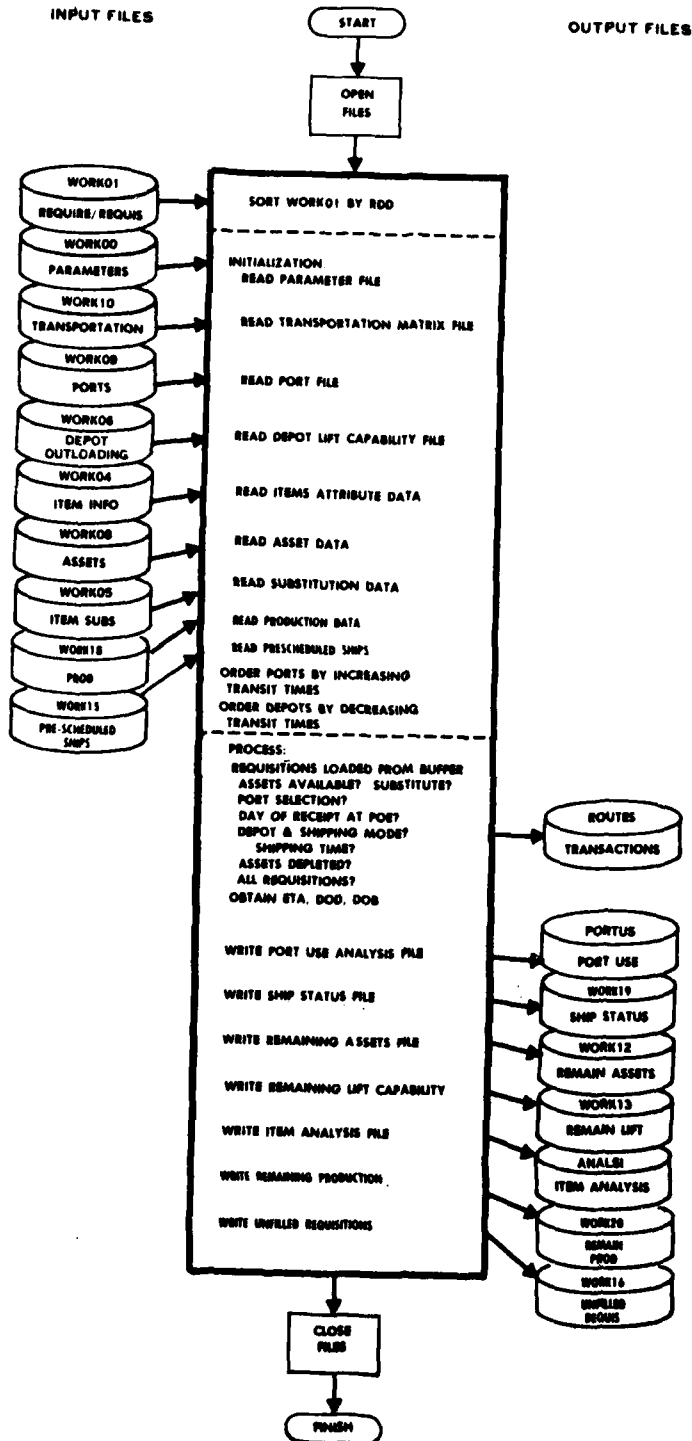 INPUT FILES
START
OUTPUT FILES
OPEN
FILES
WORK01
REQUIRE/REQUIS
SORT WORK01 BY RDD
WORK00
PARAMETERS
INITIALIZATION
READ PARAMETER FILE
WORK10
TRANSPORTATION
READ TRANSPORTATION MATRIX FILE
WORK09
PORTS
READ PORT FILE
WORK06
DEPOT
OUTLOADING
READ DEPOT LIFT CAPABILITY FILE
WORK04
ITEM INFO
READ ITEMS ATTRIBUTE DATA
WORK08
ASSETS
READ ASSET DATA
WORK05
ITEM SUBS
READ SUBSTITUTION DATA
WORK18
PROD
READ PRODUCTION DATA
WORK15
PRE-SCHEDULED
SHIPS
READ PRESCHEDULED SHIPS
ORDER PORTS BY INCREASING
TRANSIT TIMES
ORDER DEPOTS BY DECREASING
TRANSIT TIMES
PROCESS:
REQUISITIONS LOADED FROM BUFFER
ASSETS AVAILABLE? SUBSTITUTE?
PORT SELECTION?
DAY OF RECEIPT AT POE?
DEPOT & SHIPPING MODE?
SHIPPING TIME?
ASSETS DEPLETED?
ALL REQUISITIONS?
OBTAIN ETA, DOD, DOB
ROUTES
TRANSACTIONS
WRITE PORT USE ANALYSIS FILE
PORTUS
PORT USE
WRITE SHIP STATUS FILE
WORK19
SHIP STATUS
WRITE REMAINING ASSETS FILE
WORK12
REMAIN ASSETS
WRITE REMAINING LIFT CAPABILITY
WORK13
REMAIN LIFT
WRITE ITEM ANALYSIS FILE
ANALSI
ITEM ANALYSIS
WRITE REMAINING PRODUCTION
WORK20
REMAIN
PROD
WRITE UNFILLED REQUISITIONS
WORK16
UNFILLED
REQUIS
CLOSE
FILES
FINISH